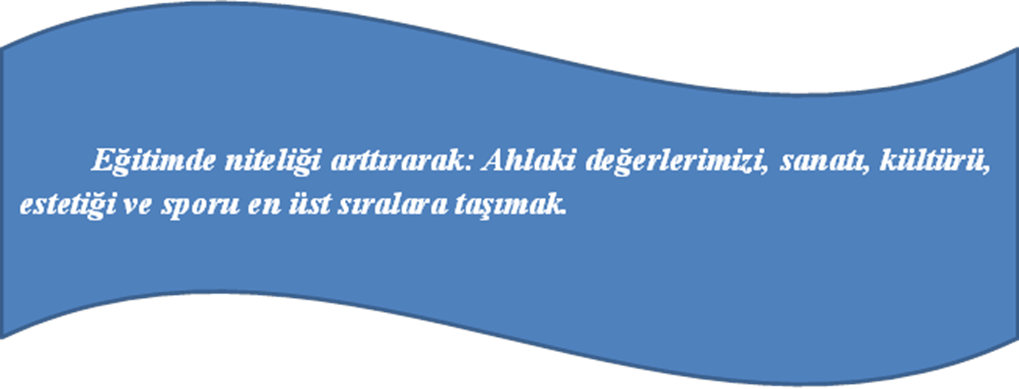 Eğitimde niteliği arttırarak: Ahlaki değerlerimizi, sanatı, kültürü,
estetiği ve sporu en üst sıralara taşımak.